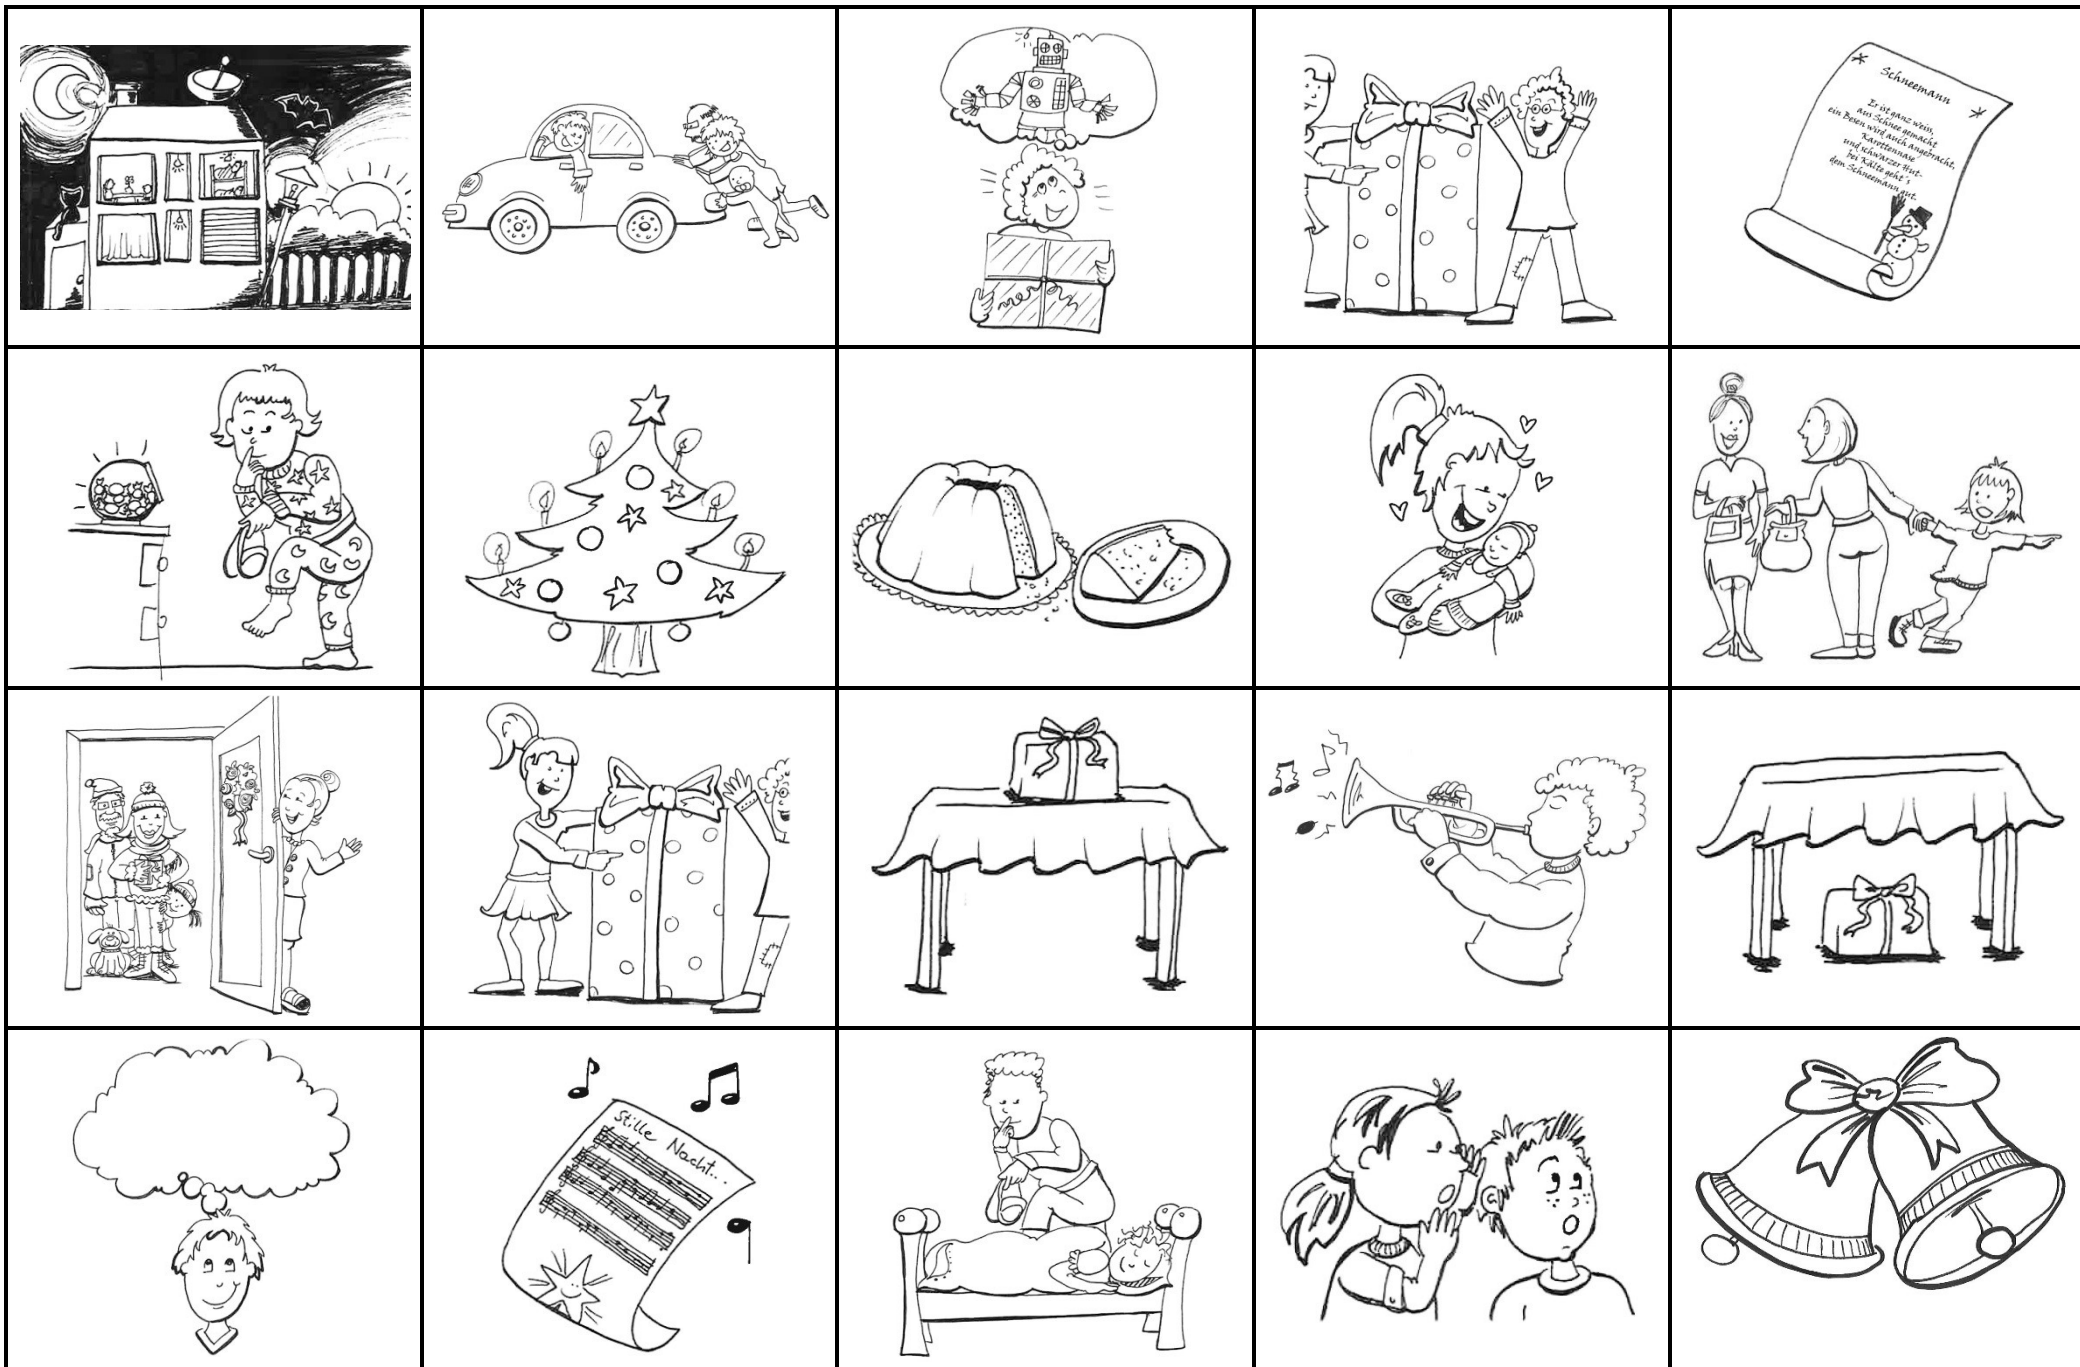 Schneemann
Er ist ganz weiss,
aus Schnee gemacht
ein Besen wird auch angebracht,
Karottennase
und schwarzer Hut-
bei Kälte geht's
dem Schneemann gut.
Stille Nacht...